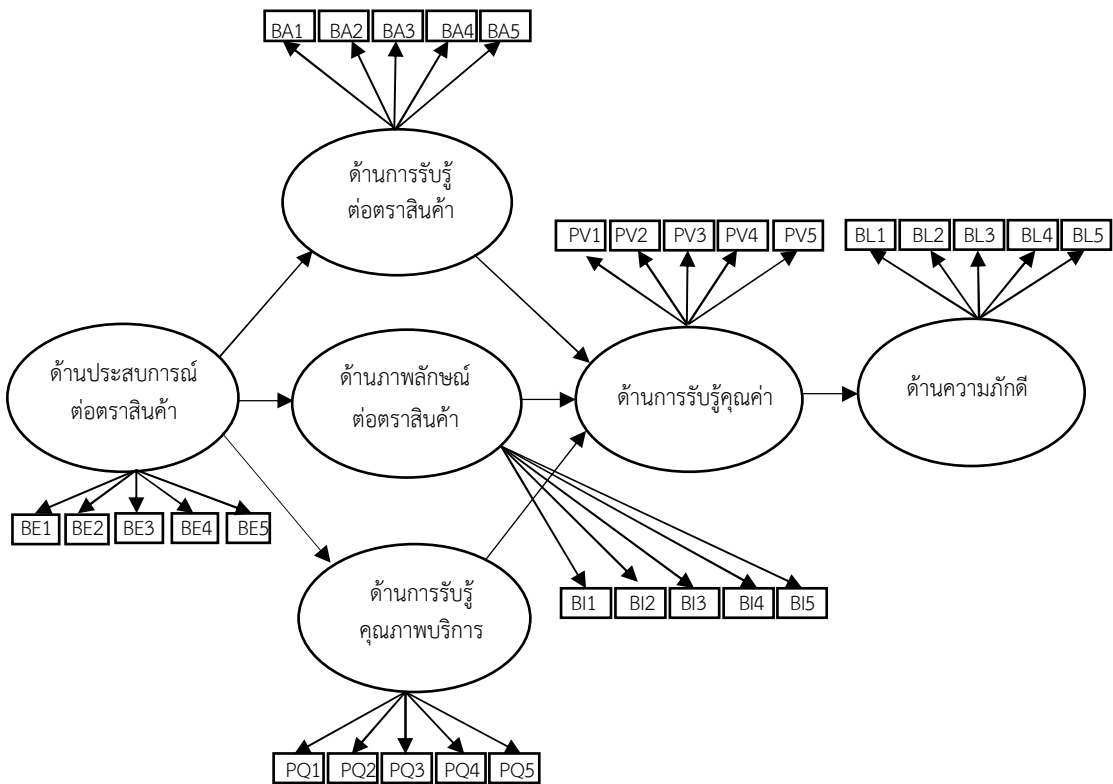 BA1 BA2 BA3 BA4 BA5
ด้านการรับรู้
ต่อตราสินค้า
PV1 PV2 PV3 PV4 PV5
BL1 BL2 BL3 BL4 BL5
ด้านประสบการณ์
ต่อตราสินค้า
ด้านภาพลักษณ์
ต่อตราสินค้า
ด้านการรับรู้คุณค่า
ด้านความภักดี
BE1 BE2 BE3 BE4 BE5
ด้านการรับรู้
คุณภาพบริการ
BI1 BI2 BI3 BI4 BI5
PQ1 PQ2 PQ3 PQ4 PQ5